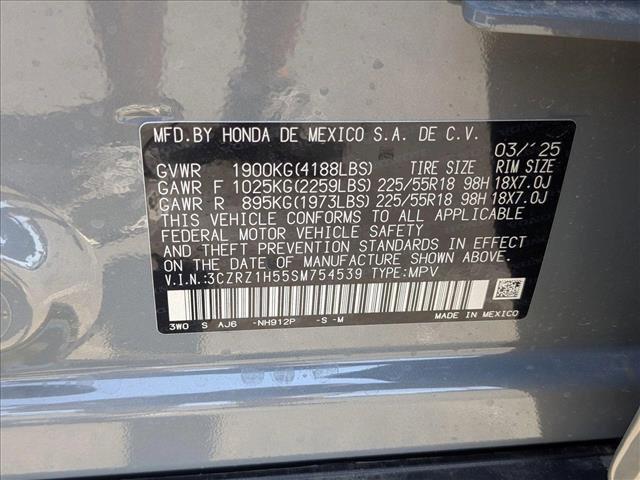 MFD.BY HONDA DE MEXICO S.A. DE C.V.
03/'25
GVWR 1900KG(4188LBS) TIRE SIZE RIM SIZE
GAWR F 1025KG(2259LBS) 225/55R18 98H 18X7.0J
GAWR R 895KG(1973LBS) 225/55R18 98H 18X7.0J
THIS VEHICLE CONFORMS TO ALL APPLICABLE
FEDERAL MOTOR VEHICLE SAFETY
AND THEFT PREVENTION STANDARDS IN EFFECT
ON THE DATE OF MANUFACTURE SHOWN ABOVE.
V.I.N.:3CZRZ1H55SM754539 TYPE:MPV
3W0 S AJ6 -NH912P -S -M MADE IN MEXICO